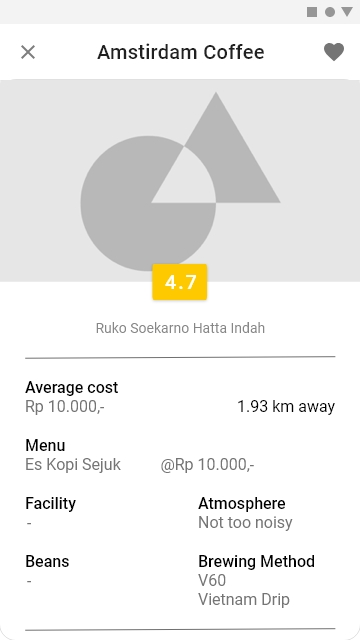 Amstirdam Coffee
4.7
Ruko Soekarno Hatta Indah
Average cost
Rp 10.000,-
1.93 km away
Menu
Es Kopi Sejuk @Rp 10.000,-
Facility
-
Atmosphere
Not too noisy
Beans
-
Brewing Method
V60
Vietnam Drip